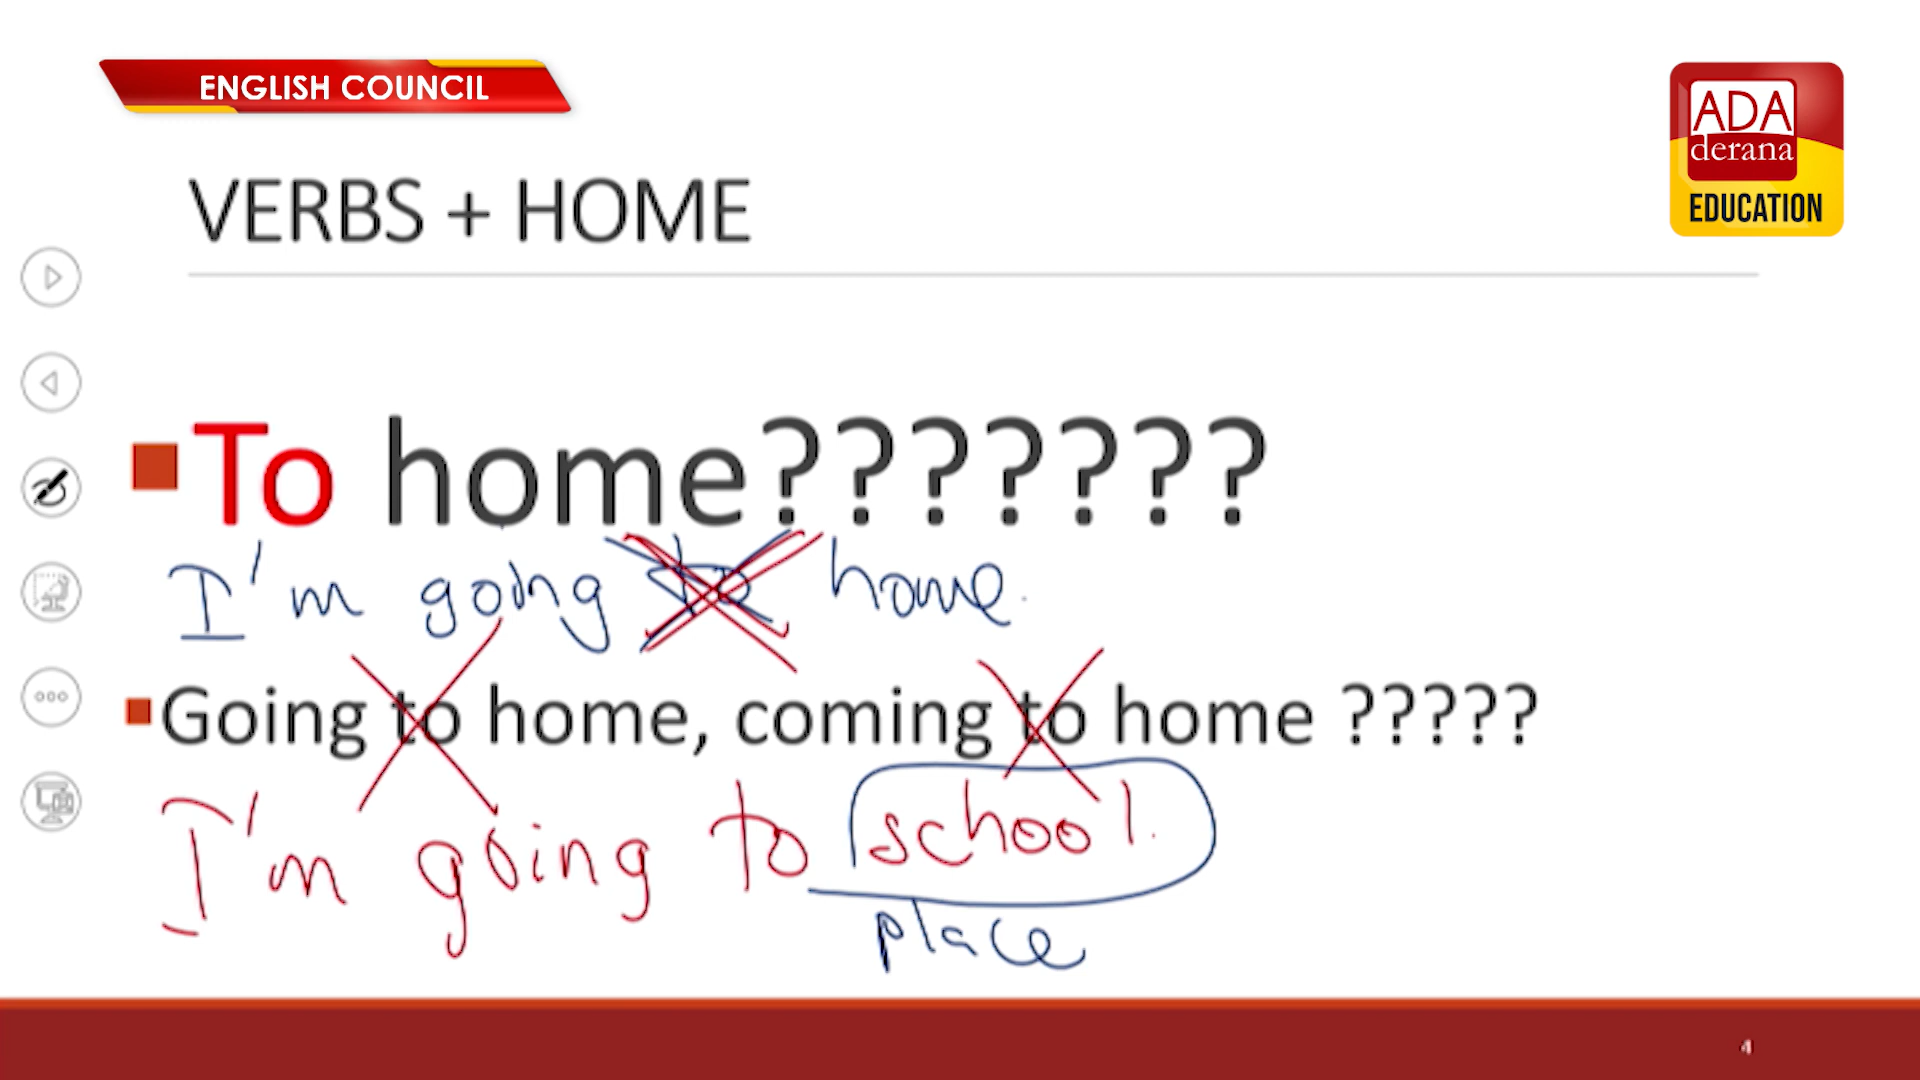 ENGLISH COUNCIL
ADA
derana
EDUCATION
VERBS + HOME
To home???????
I'm going to home.
Going to home, coming to home ?????
I'm going to school.
place
4